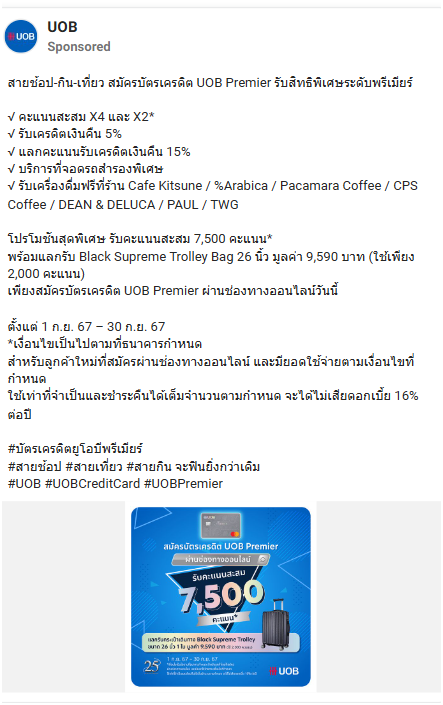 UOB
Sponsored
สายช้อป-กิน-เที่ยว สมัครบัตรเครดิต UOB Premier รับสิทธิพิเศษระดับพรีเมียร์
√ คะแนนสะสม X4 และ X2*
√ รับเครดิตเงินคืน 5%
√ แลกคะแนนรับเครดิตเงินคืน 15%
√ บริการที่จอดรถสำรองพิเศษ
√ รับเครื่องดื่มฟรีที่ร้าน Cafe Kitsune / %Arabica / Pacamara Coffee / CPS
Coffee / DEAN & DELUCA / PAUL / TWG
โปรโมชันสุดพิเศษ รับคะแนนสะสม 7,500 คะแนน*
พร้อมแลกรับ Black Supreme Trolley Bag 26 นิ้ว มูลค่า 9,590 บาท (ใช้เพียง
2,000 คะแนน)
เพียงสมัครบัตรเครดิต UOB Premier ผ่านช่องทางออนไลน์วันนี้
ตั้งแต่ 1 ก.ย. 67 – 30 ก.ย. 67
*เงื่อนไขเป็นไปตามที่ธนาคารกำหนด
สำหรับลูกค้าใหม่ที่สมัครผ่านช่องทางออนไลน์ และมียอดใช้จ่ายตามเงื่อนไขที่
กำหนด
ใช้เท่าที่จำเป็นและชำระคืนได้เต็มจำนวนตามกำหนด จะได้ไม่เสียดอกเบี้ย 16%
ต่อปี
#บัตรเครดิตยูโอบีพรีเมียร์
#สายช้อป #สายเที่ยว #สายกิน จะฟินยิ่งกว่าเดิม
#UOB #UOBCreditCard #UOBPremier
สมัครบัตรเครดิต UOB Premier
ผ่านช่องทางออนไลน์
รับคะแนนสะสม
7,500
คะแนน*
แลกรับกระเป๋าเดินทาง Black Supreme Trolley
ขนาด 26 นิ้ว 1 ใบ มูลค่า 9,590 บาท
25
1 ก.ย. 67 - 30 ก.ย. 67
UOB